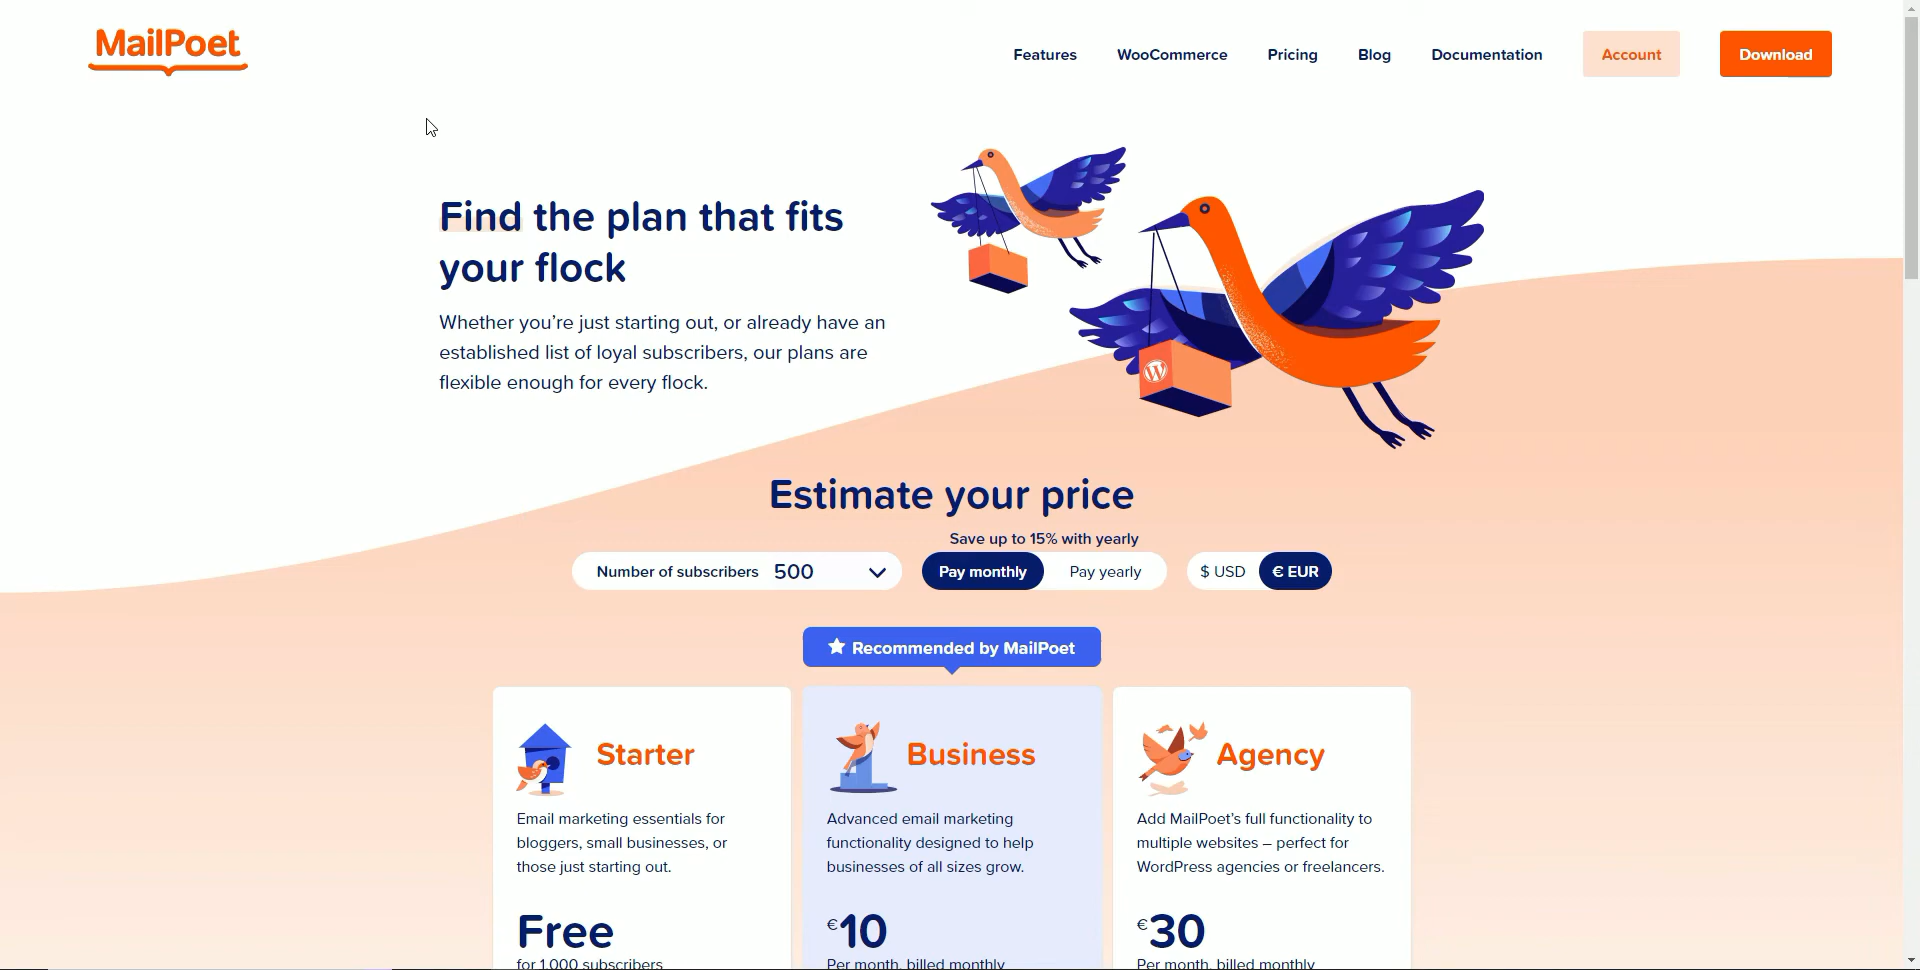 MailPoet
Features
WooCommerce
Pricing
Blog
Documentation
Account
Download
Find the plan that fits
your flock
Whether you’re just starting out, or already have an
established list of loyal subscribers, our plans are
flexible enough for every flock.
Estimate your price
Save up to 15% with yearly
Number of subscribers 500
Pay monthly
Pay yearly
$ USD
€ EUR
Recommended by MailPoet
Starter
Email marketing essentials for
bloggers, small businesses, or
those just starting out.
Free
for 1,000 subscribers
Business
Advanced email marketing
functionality designed to help
businesses of all sizes grow.
€10
Per month, billed monthly
Agency
Add MailPoet’s full functionality to
multiple websites – perfect for
WordPress agencies or freelancers.
€30
Per month, billed monthly